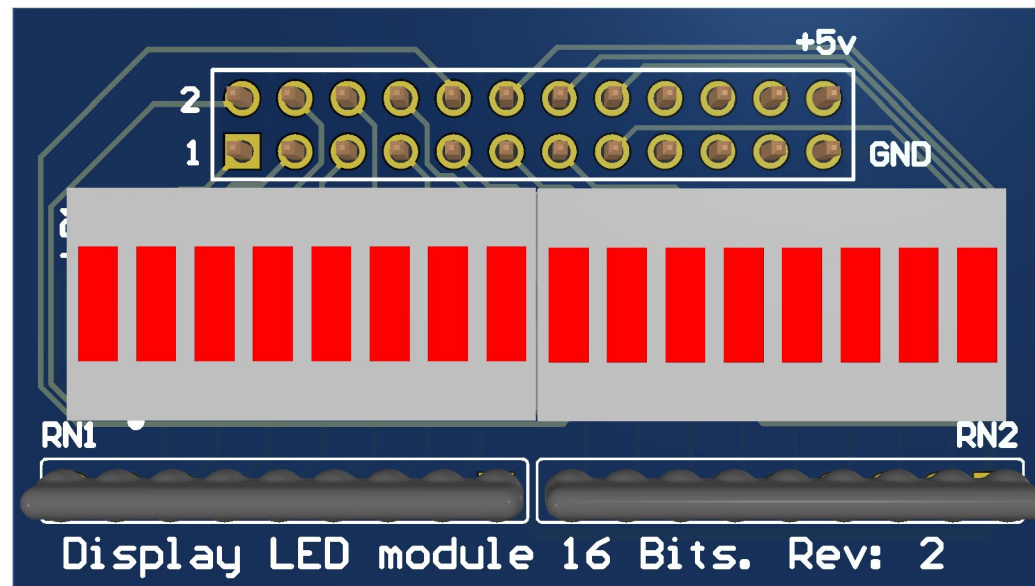 +5v
2
1 GND
RN1 RN2
Display LED module 16 Bits. Rev: 2